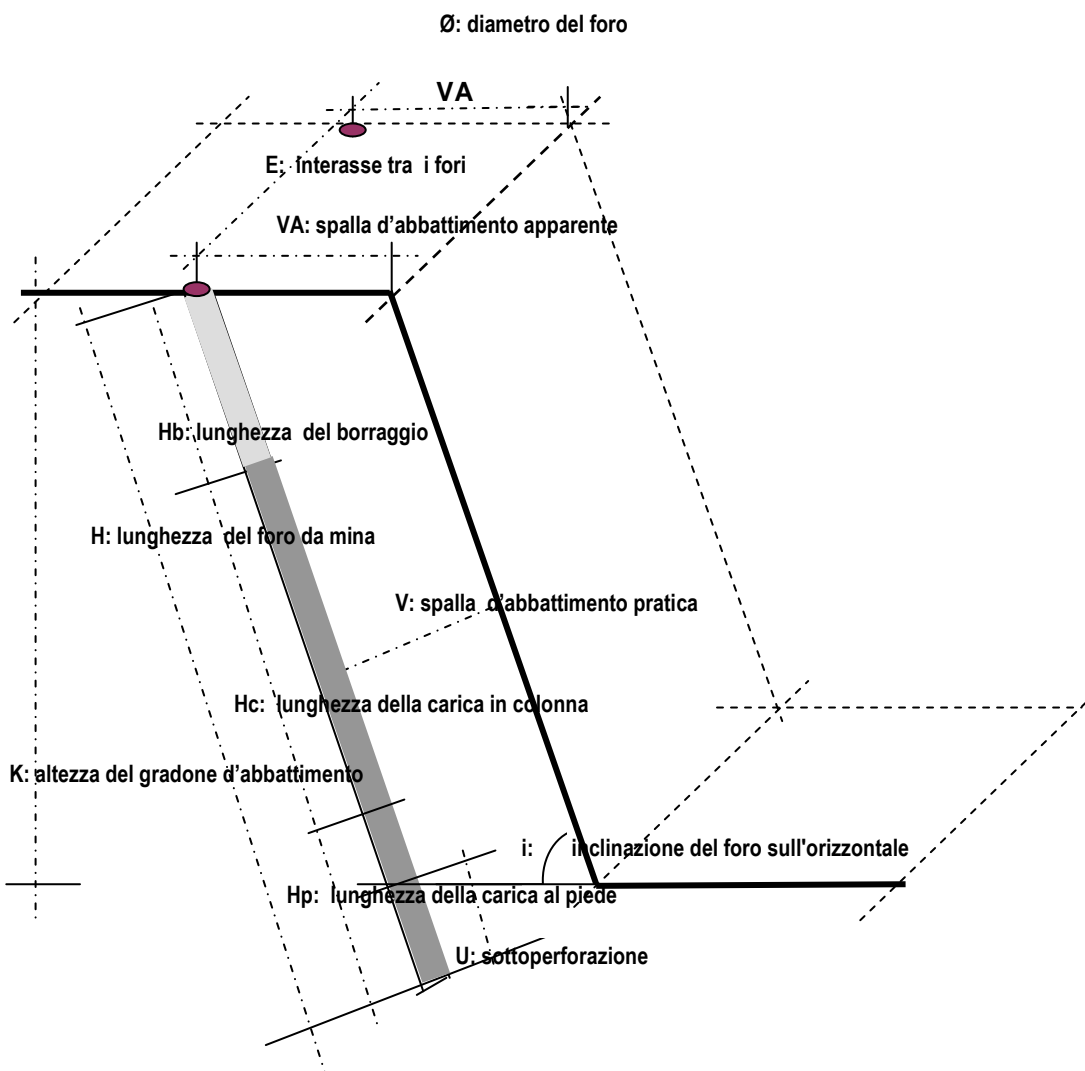 Ø: diametro del foro
VA
E: Interasse tra i fori
VA: spalla d'abbattimento apparente
Hb: lunghezza del borraggio
H: lunghezza del foro da mina
V: spalla d'abbattimento pratica
Hc: lunghezza della carica in colonna
K: altezza del gradone d'abbattimento
i: inclinazione del foro sull'orizzontale
Hp: lunghezza della carica al piede
U: sottoperforazione